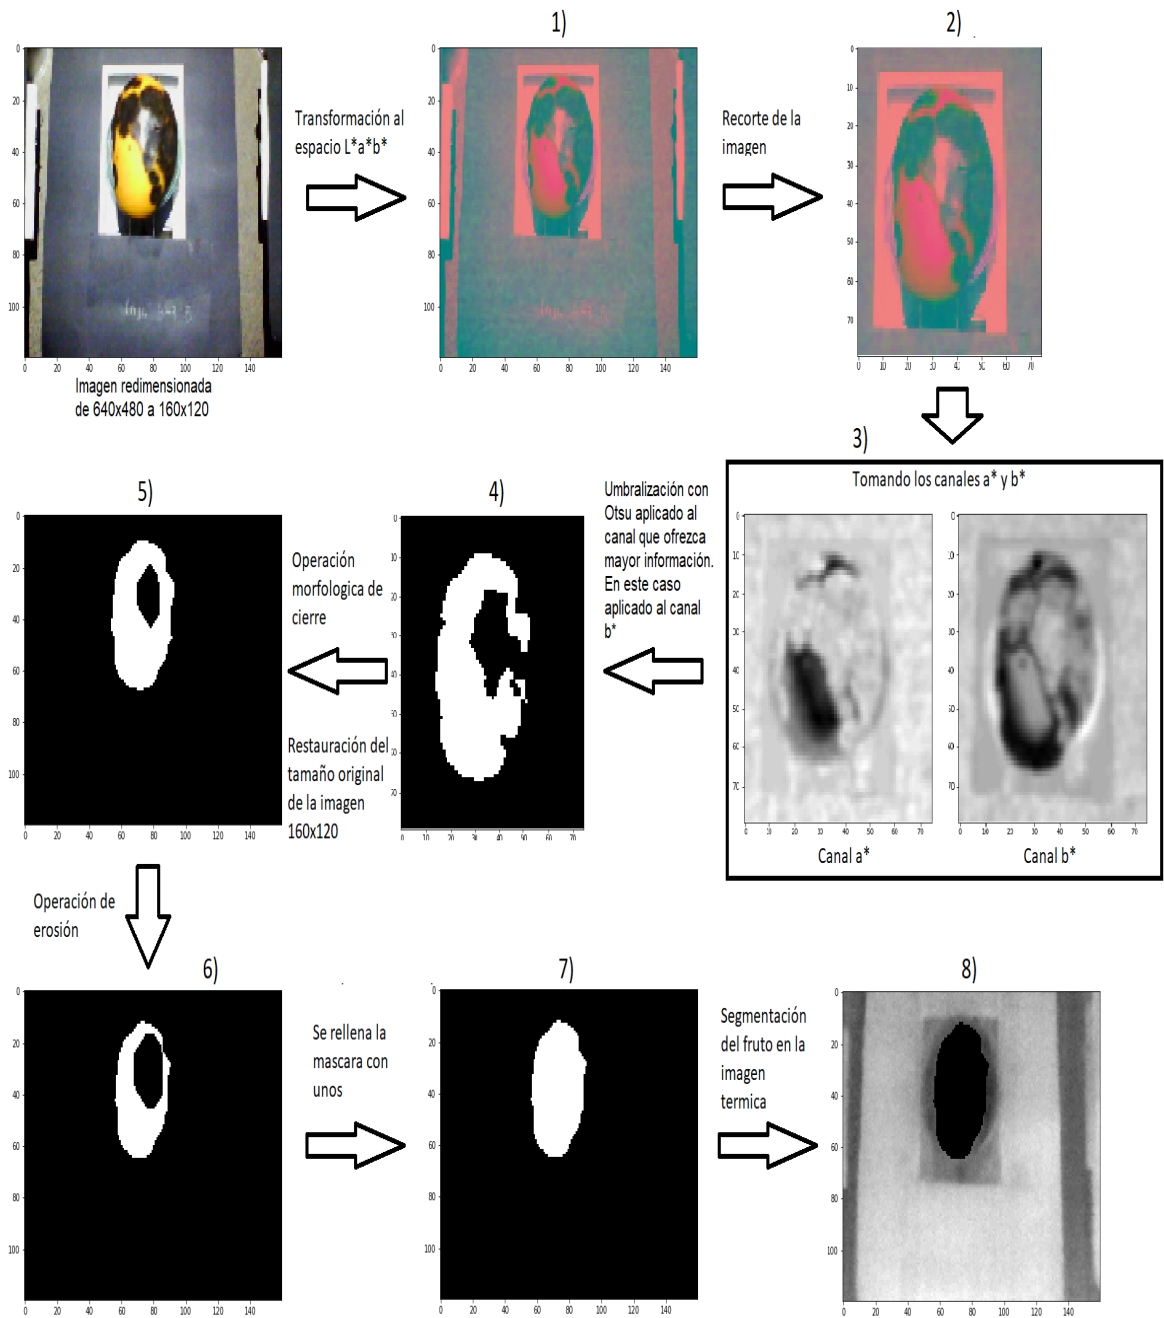 1)
2)
Transformación al
espacio L*a*b*
Recorte de la
imagen
Imagen redimensionada
de 640x480 a 160x120
3)
Tomando los canales a* y b*
Canal a*
Canal b*
Umbralización con
Otsu aplicado al
canal que ofrezca
mayor información.
En este caso
aplicado al canal
b*
4)
Operación
morfologica de
cierre
Restauración del
tamaño original
de la imagen
160x120
5)
Operación de
erosión
6)
Se rellena la
mascara con
unos
7)
Segmentación
del fruto en la
imagen
termica
8)